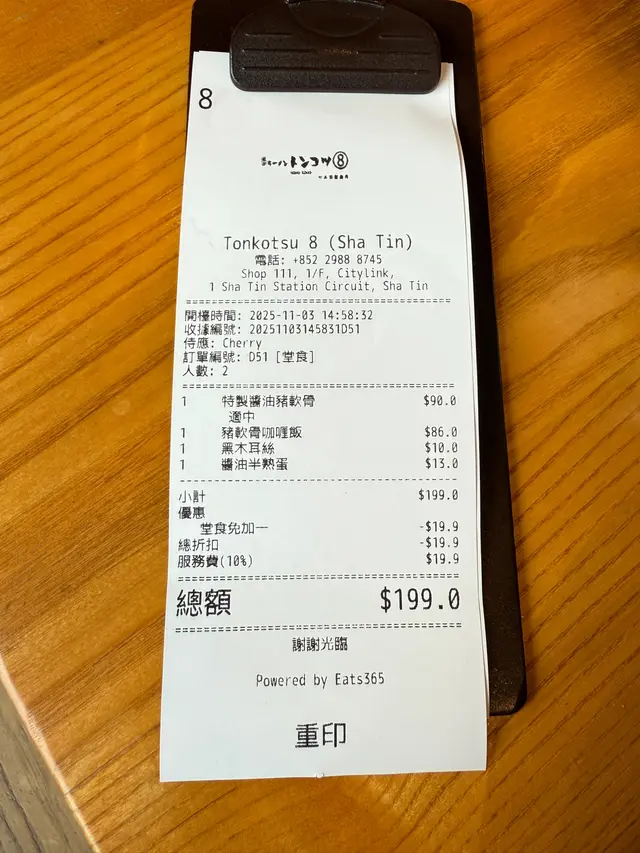 8
トンコツ⑧
Tonkotsu 8 (Sha Tin)
電話: +852 2988 8745
Shop 111, 1/F, Citylink,
1 Sha Tin Station Circuit, Sha Tin
開檯時間: 2025-11-03 14:58:32
收據編號: 20251103145831D51
侍應: Cherry
訂單編號: D51 [堂食]
人數: 2
1 特製醬油豬軟骨 $90.0
適中
1 豬軟骨咖喱飯 $86.0
1 黑木耳絲 $10.0
1 醬油半熟蛋 $13.0
小計 $199.0
優惠
堂食免加一 -$19.9
總折扣 -$19.9
服務費(10%) $19.9
總額 $199.0
謝謝光臨
Powered by Eats365
重印